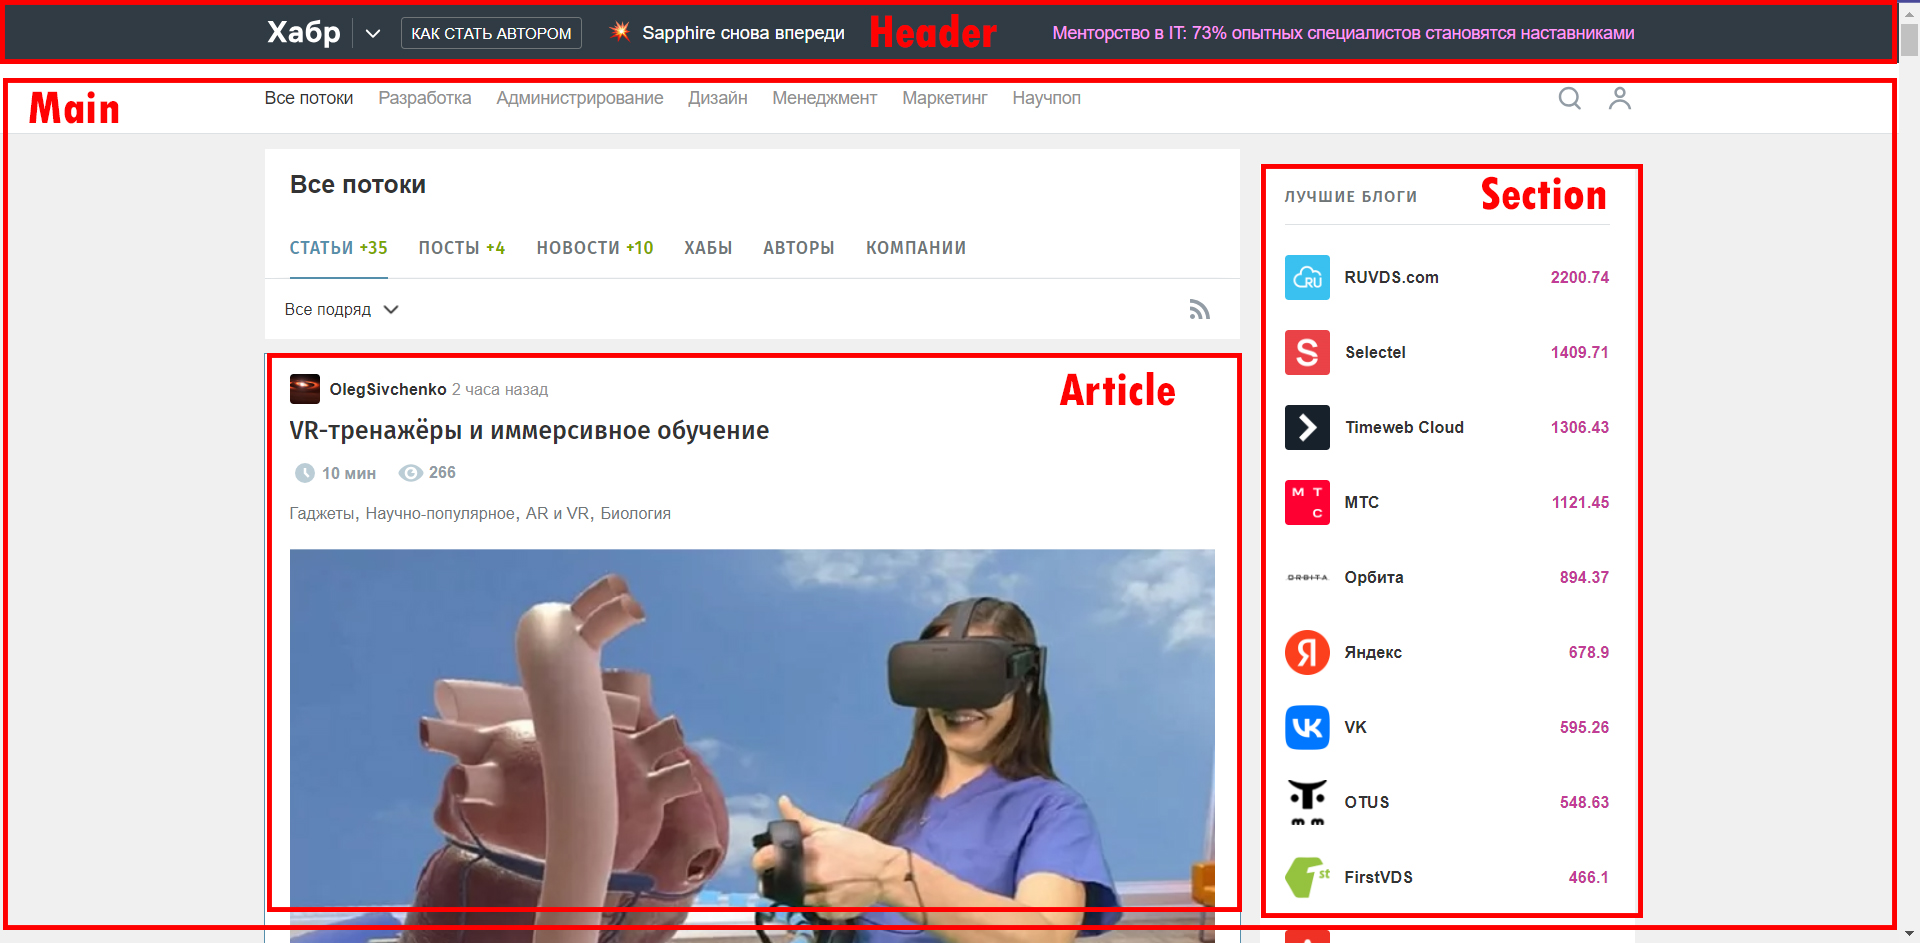 Хабр
КАК СТАТЬ АВТОРОМ
Sapphire снова впереди
Header
Менторство в IT: 73% опытных специалистов становятся наставниками
Main
Все потоки Разработка Администрирование Дизайн Менеджмент Маркетинг Научпоп
Все потоки
СТАТЬИ +35 ПОСТЫ +4 НОВОСТИ +10 ХАБЫ АВТОРЫ КОМПАНИИ
Все подряд
Article
OlegSivchenko 2 часа назад
VR-тренажёры и иммерсивное обучение
10 мин 266
Гаджеты, Научно-популярное, AR и VR, Биология
Section
ЛУЧШИЕ БЛОГИ
RU
RUVDS.com 2200.74
S
Selectel 1409.71
Timeweb Cloud 1306.43
М Т
С
МТС 1121.45
ORBITA
Орбита 894.37
Я
Яндекс 678.9
VK
VK 595.26
OTUS 548.63
1st
FirstVDS 466.1